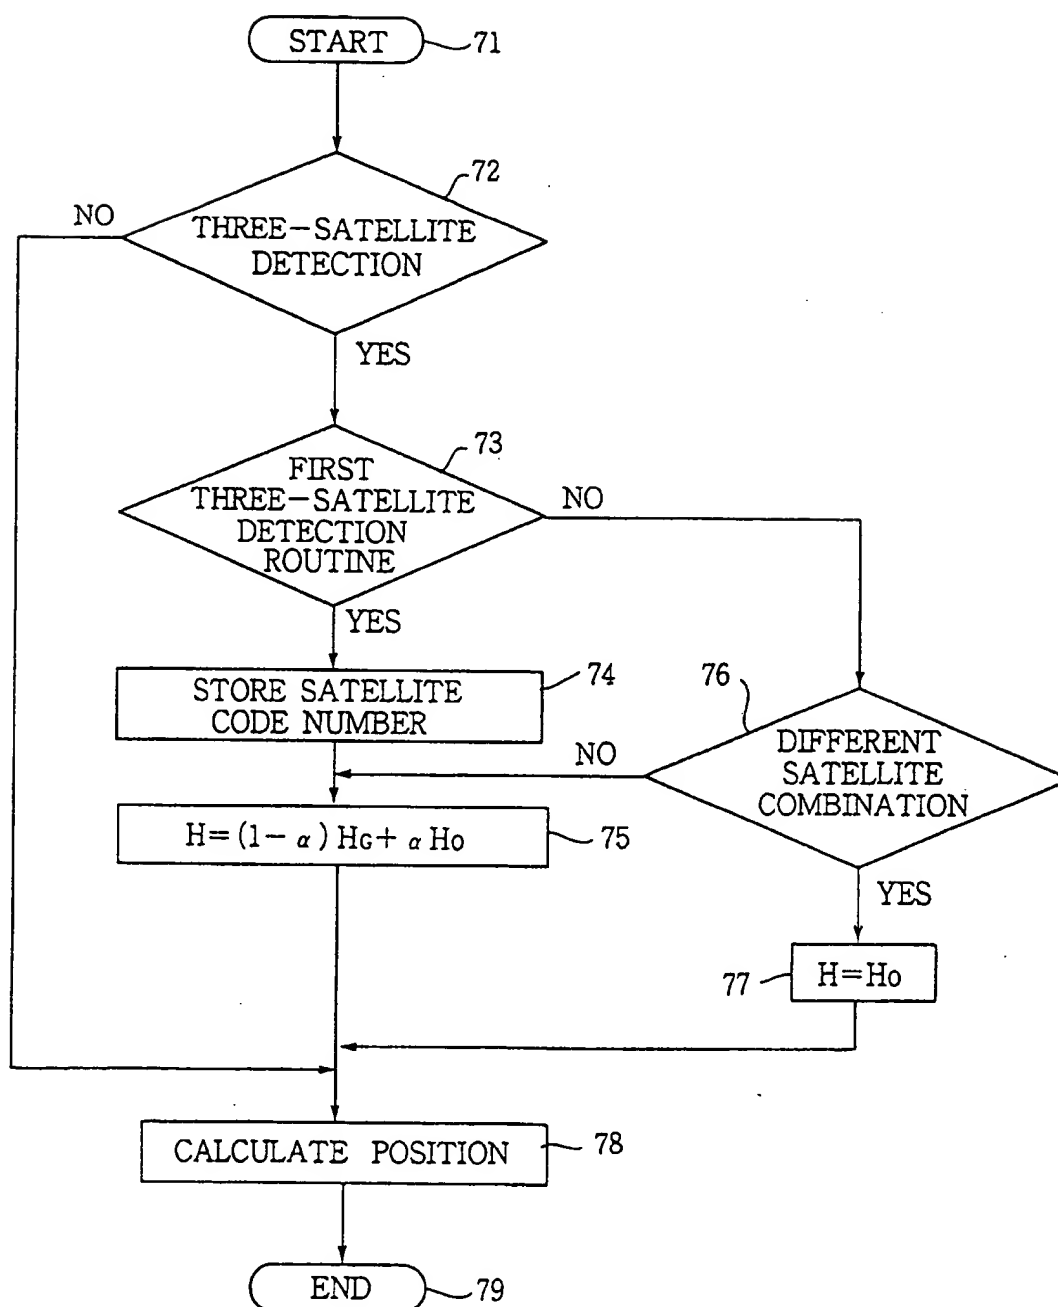 START
71
72
NO
THREE-SATELLITE
DETECTION
YES
73
FIRST
THREE-SATELLITE
DETECTION
ROUTINE
NO
YES
74
STORE SATELLITE
CODE NUMBER
76
DIFFERENT
SATELLITE
COMBINATION
NO
H=(1-α)HG+αHo
75
YES
77
H=Ho
CALCULATE POSITION
78
END
79